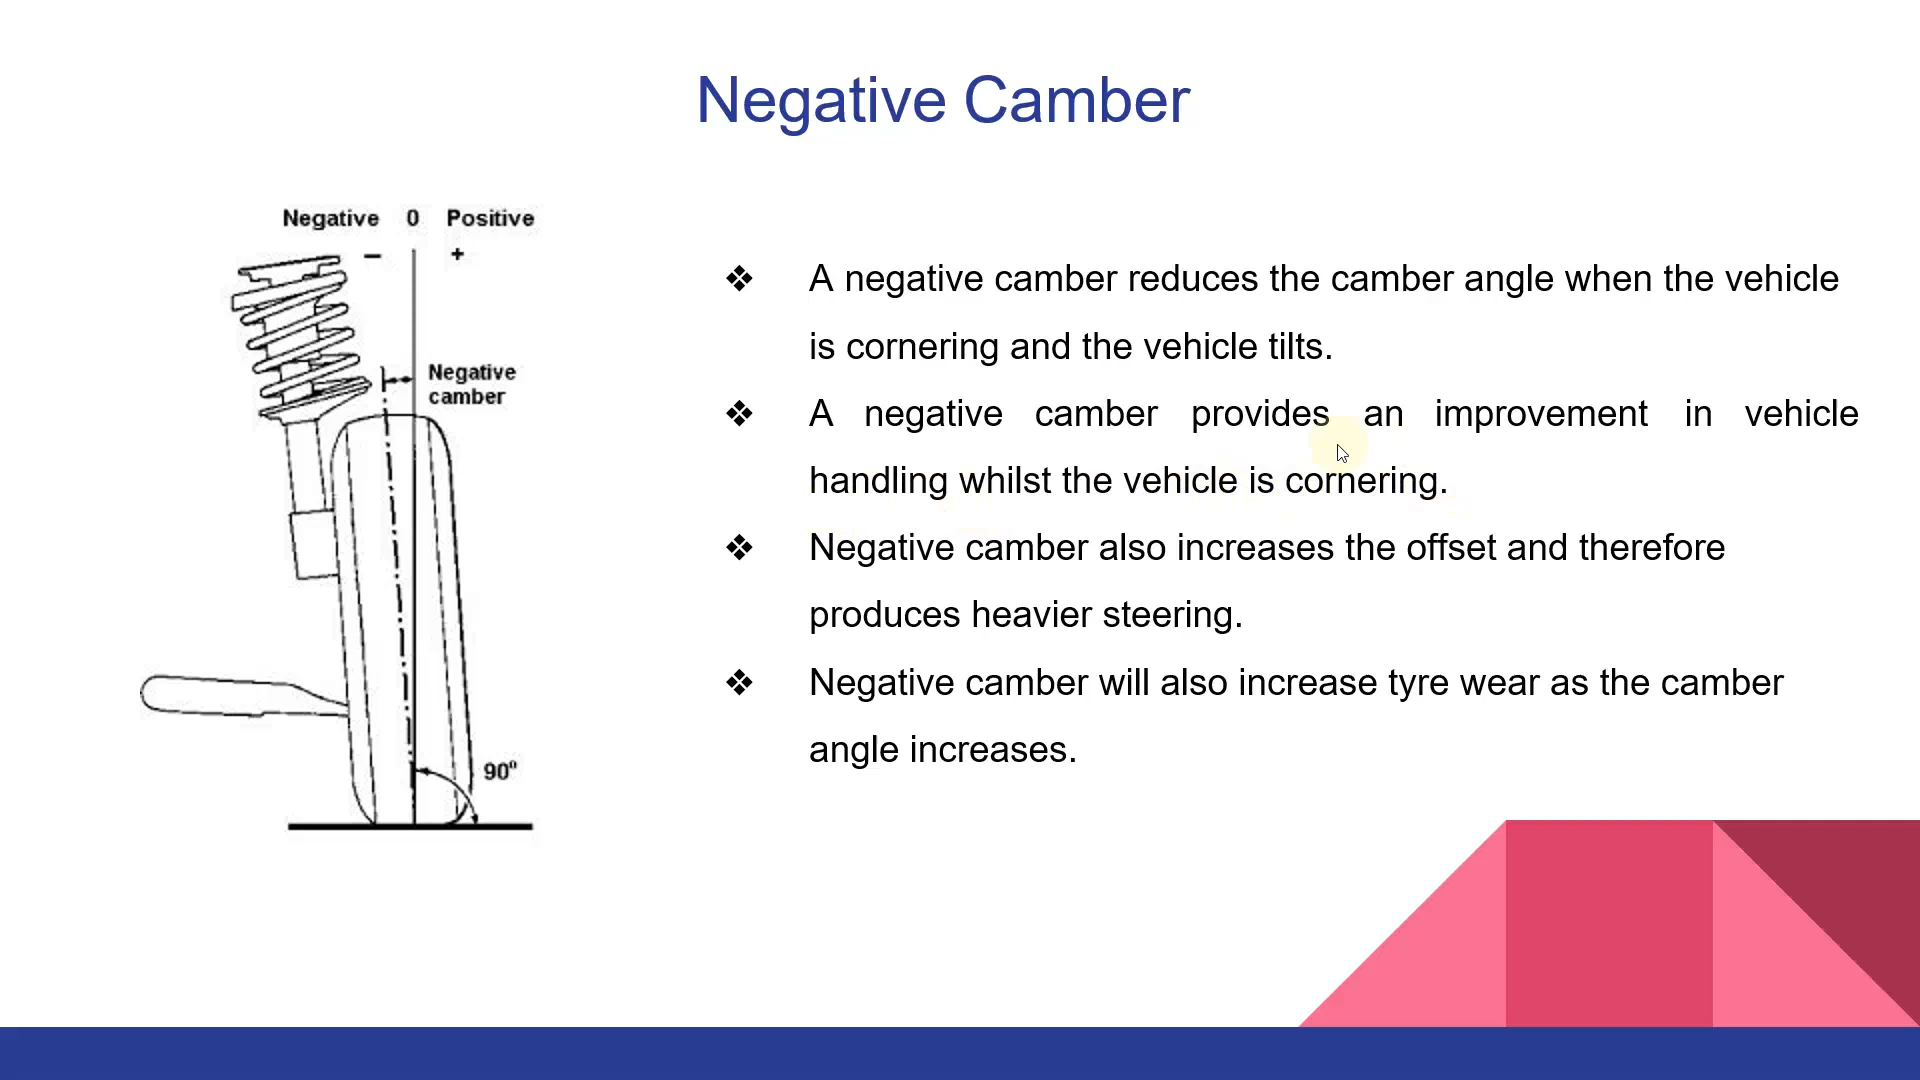 Negative Camber
Negative 0 Positive
− +
Negative
camber
90°
❖ A negative camber reduces the camber angle when the vehicle
is cornering and the vehicle tilts.
❖ A negative camber provides an improvement in vehicle
handling whilst the vehicle is cornering.
❖ Negative camber also increases the offset and therefore
produces heavier steering.
❖ Negative camber will also increase tyre wear as the camber
angle increases.